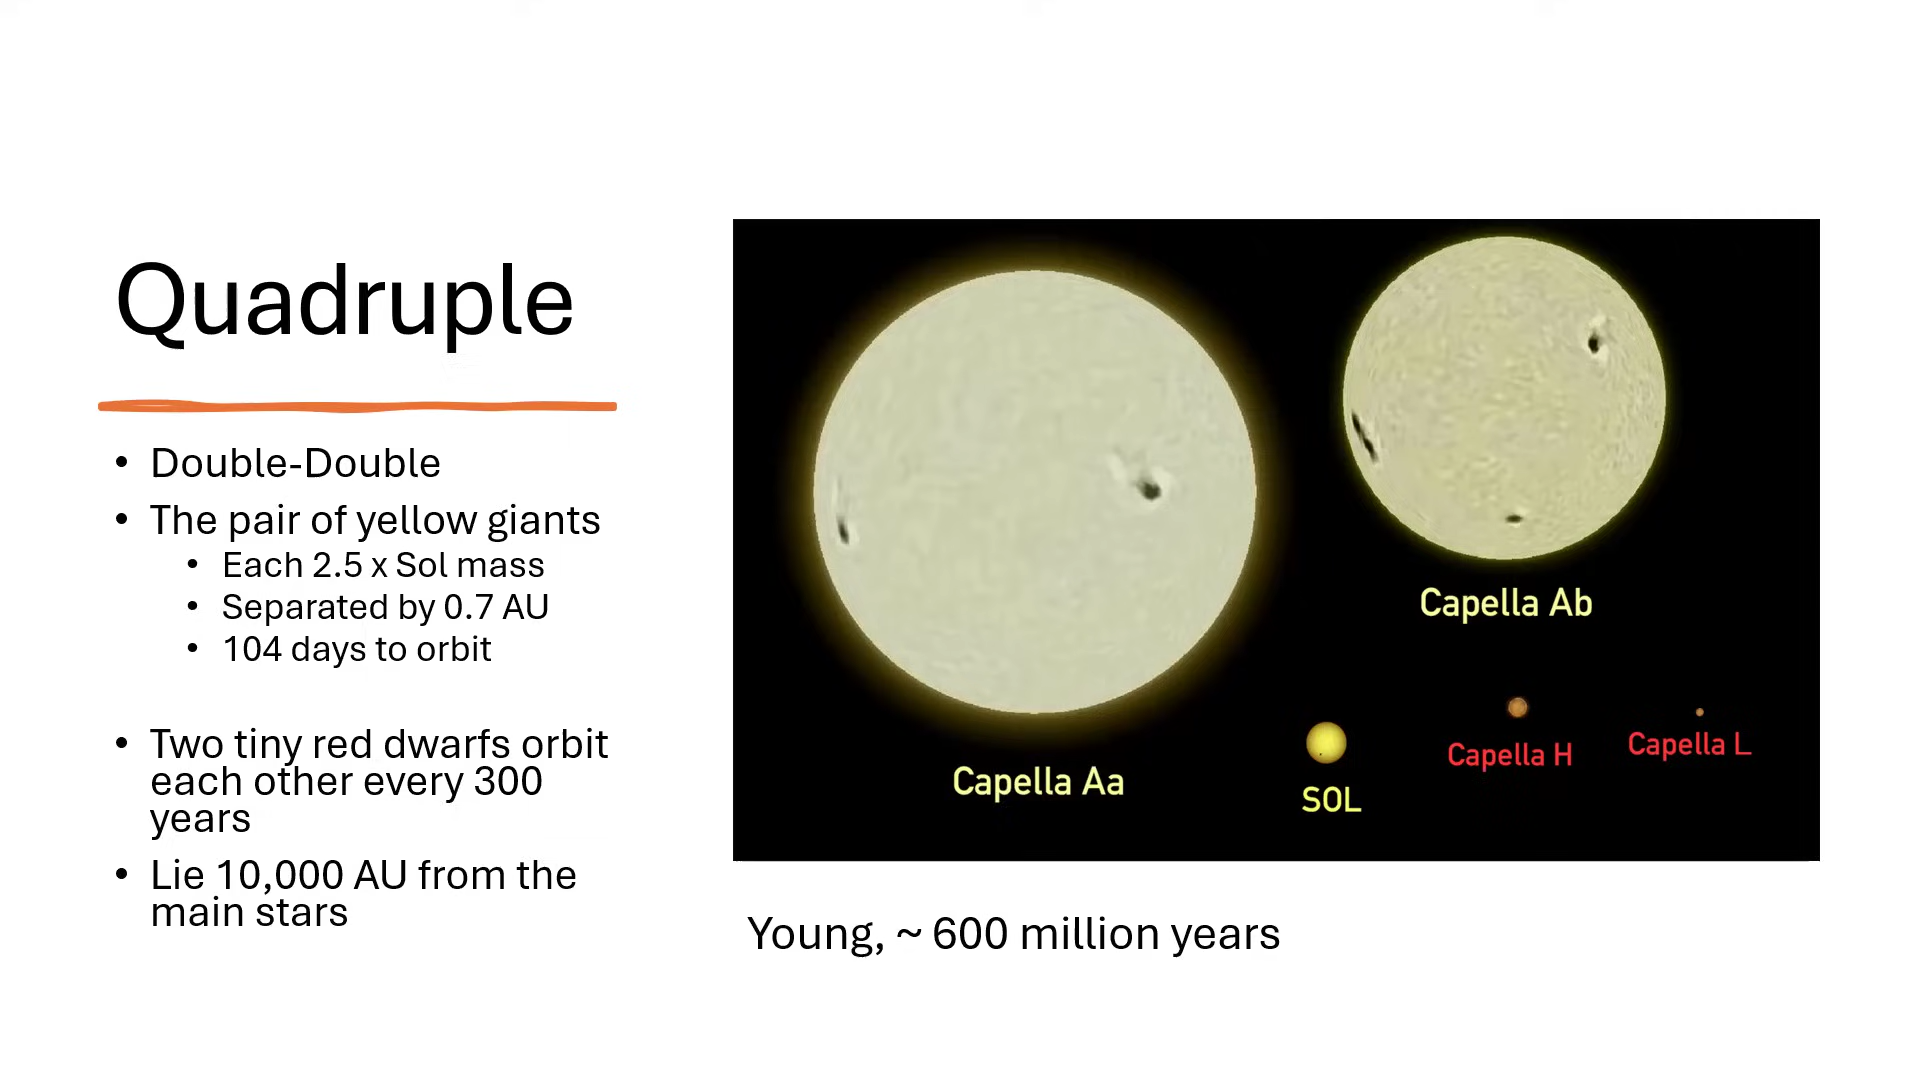 Quadruple
• Double-Double
• The pair of yellow giants
• Each 2.5 x Sol mass
• Separated by 0.7 AU
• 104 days to orbit
• Two tiny red dwarfs orbit
each other every 300
years
• Lie 10,000 AU from the
main stars
Capella Aa
Capella Ab
SOL
Capella H
Capella L
Young, ~ 600 million years